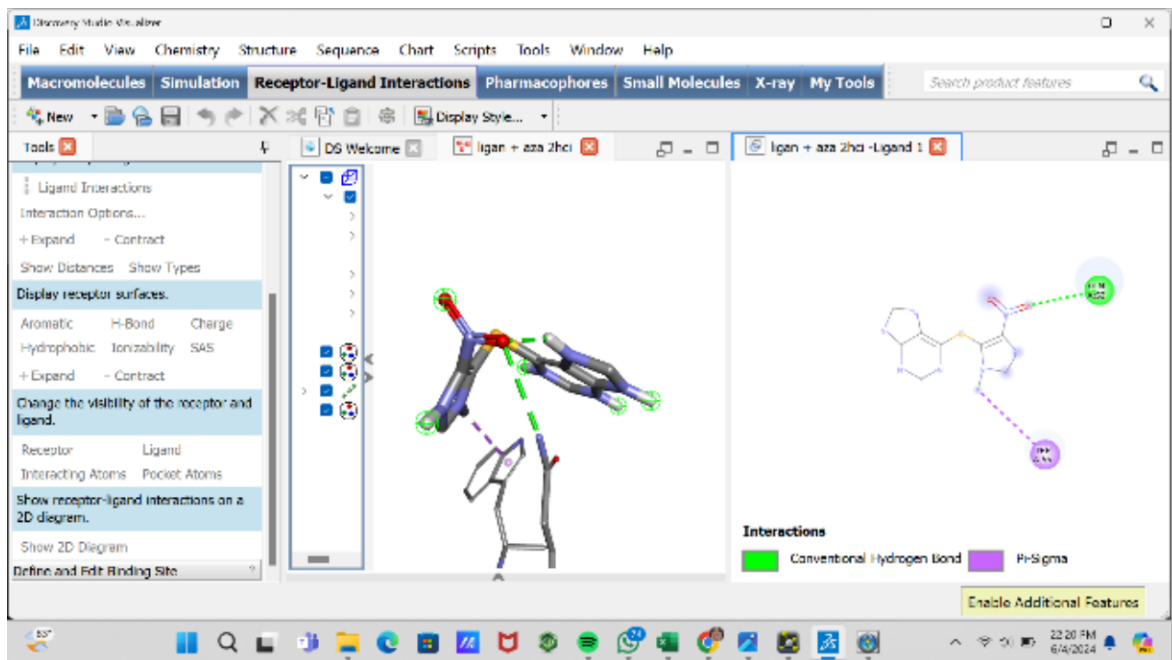 Discovery Studio Visualizer
File Edit View Chemistry Structure Sequence Chart Scripts Tools Window Help
Macromolecules Simulation Receptor-Ligand Interactions Pharmacophores Small Molecules X-ray My Tools Search product features
New Display Style...
Tools DS Welcome ligan + aza 2hci ligan + aza 2hci -Ligand 1
Ligand Interactions
Interaction Options...
+ Expand - Contract
Show Distances Show Types
Display receptor surfaces.
Aromatic H-Bond Charge
Hydrophobic Ionizability SAS
+ Expand - Contract
Change the visibility of the receptor and
ligand.
Receptor Ligand
Interacting Atoms Pocket Atoms
Show receptor-ligand interactions on a
2D diagram.
Show 2D Diagram
Define and Edit Binding Site ?
Interactions
Conventional Hydrogen Bond Pi-Sigma
Enable Additional Features
83° 24 22:20 PM
6/4/2024